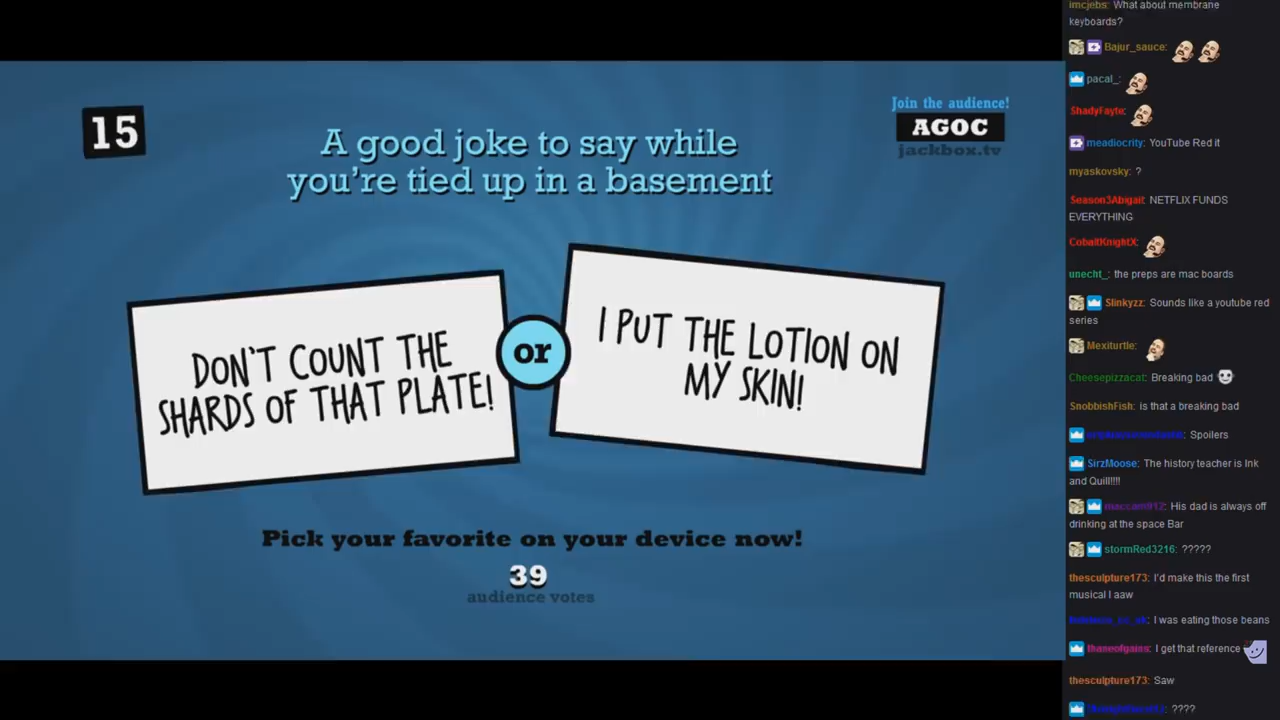 15
Join the audience!
AGOC
jackbox.tv
A good joke to say while
you're tied up in a basement
DON'T COUNT THE
SHARDS OF THAT PLATE!
or
I PUT THE LOTION ON
MY SKIN!
Pick your favorite on your device now!
39
audience votes
imcjebs: What about membrane
keyboards?
Bajur_sauce:
pacal_:
ShadyFayte:
meadiocrity: YouTube Red it
myaskovsky: ?
Season3Abigail: NETFLIX FUNDS
EVERYTHING
CobaltKnightX:
unecht_: the preps are mac boards
Slinkyzz: Sounds like a youtube red
series
Mexiturtle:
Cheesepizzacat: Breaking bad
SnobbishFish: is that a breaking bad
: Spoilers
SirzMoose: The history teacher is Ink
and Quill!!!!
maccam912: His dad is always off
drinking at the space Bar
stormRed3216: ?????
thesculpture173: I'd make this the first
musical I aaw
: I was eating those beans
thaneofgains: I get that reference
thesculpture173: Saw
: ????